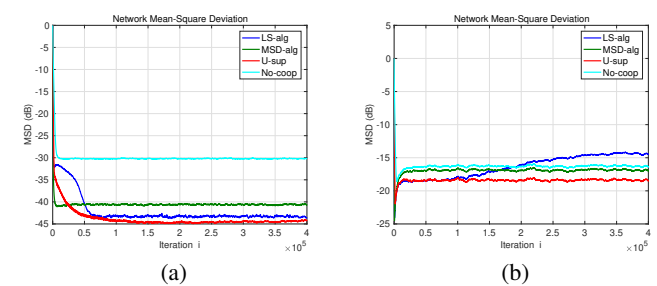 Network Mean-Square Deviation
0
-5
-10
-15
-20
-25
-30
-35
-40
-45
MSD (dB)
LS-alg
MSD-alg
U-sup
No-coop
0 0.5 1 1.5 2 2.5 3 3.5 4
Iteration i
×10^5
(a)
Network Mean-Square Deviation
5
0
-5
-10
-15
-20
-25
MSD (dB)
LS-alg
MSD-alg
U-sup
No-coop
0 0.5 1 1.5 2 2.5 3 3.5 4
Iteration i
×10^5
(b)